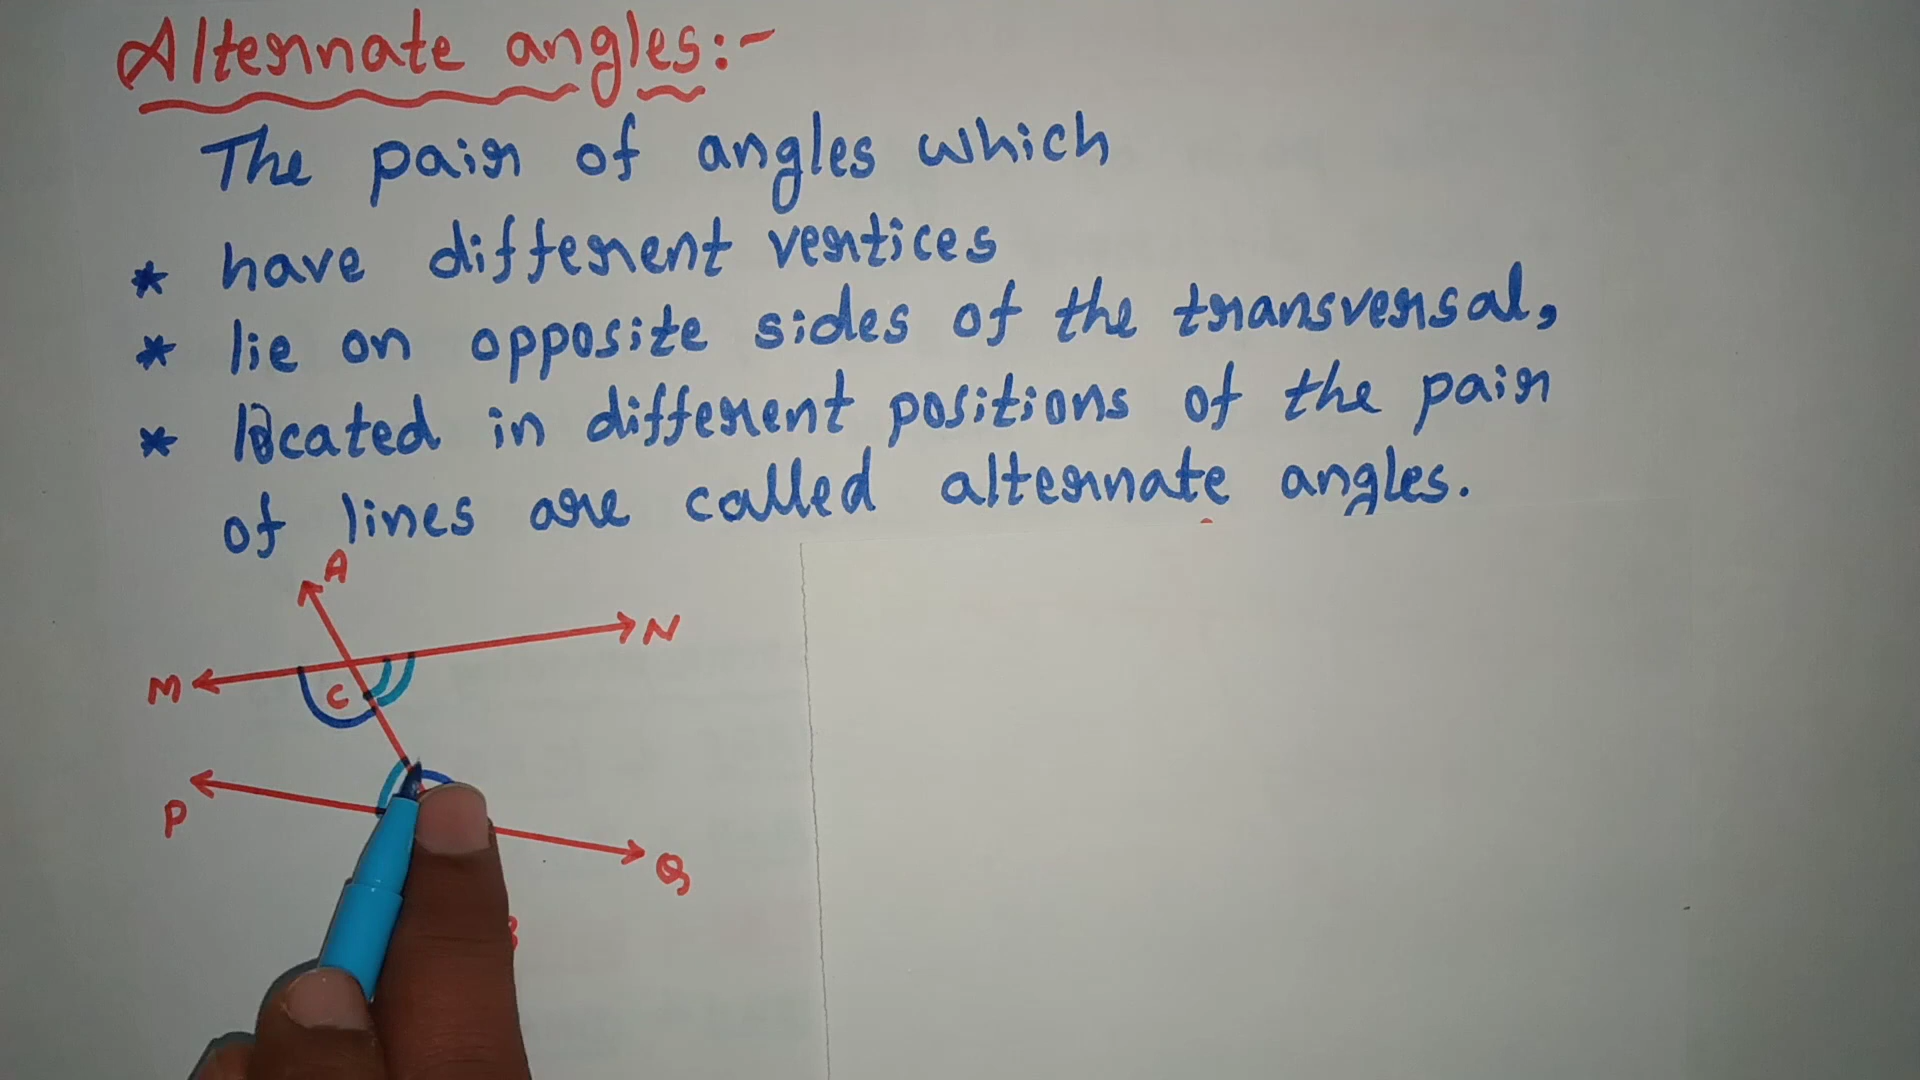 Alternate angles:-
The pair of angles which
* have different vertices
* lie on opposite sides of the transversal,
* located in different positions of the pair
of lines are called alternate angles.
A
N
M
C
P
Q